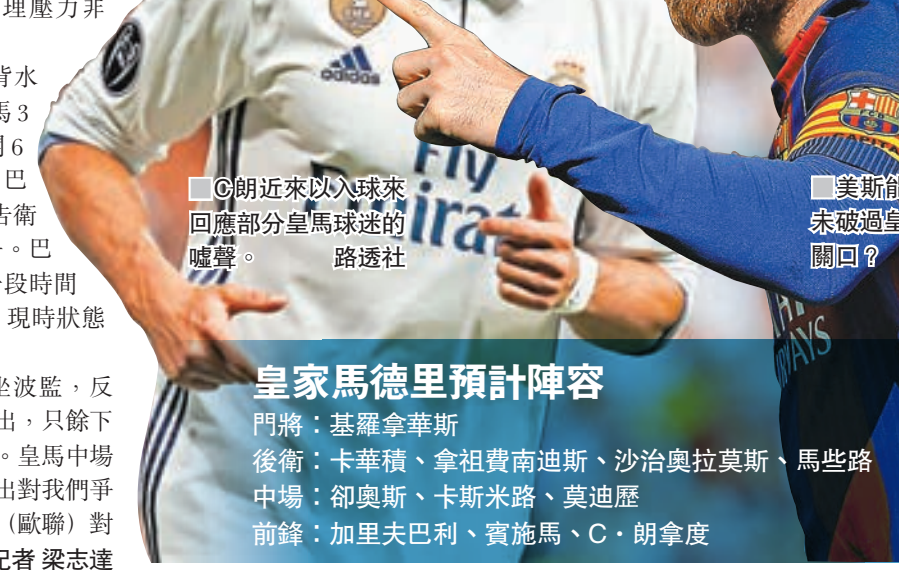 理壓力非
背水
馬3
巴
段時間
現時狀態
坐波監，反
出，只餘下
。皇馬中場
出對我們爭
（歐聯）對
記者 梁志達
adidas
Fly
C朗近來以入球來
回應部分皇馬球迷的
噓聲。 路透社
美斯能
未破過皇
關口？
皇家馬德里預計陣容
門將：基羅拿華斯
後衛：卡華積、拿祖費南迪斯、沙治奧拉莫斯、馬些路
中場：卻奧斯、卡斯米路、莫迪歷
前鋒：加里夫巴利、賓施馬、C．朗拿度